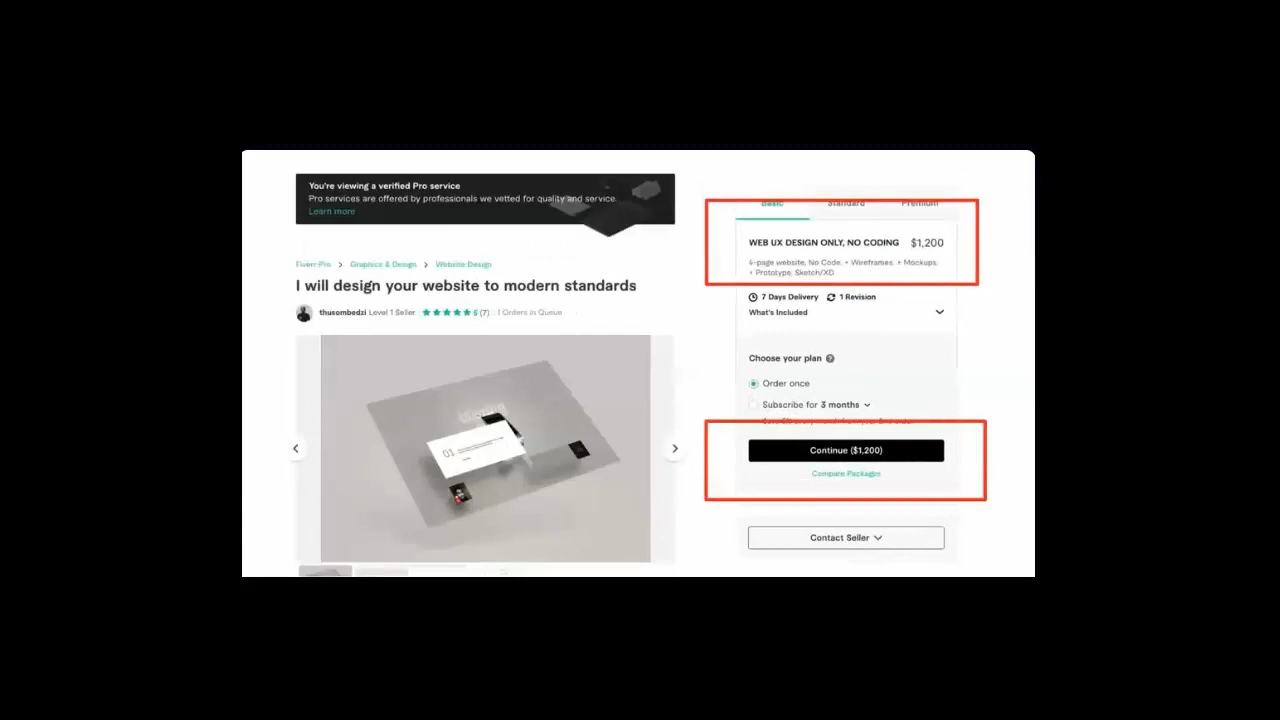 You're viewing a verified Pro service
Pro services are offered by professionals we vetted for quality and service.
Learn more
Fiverr Pro > Graphics & Design > Website Design
I will design your website to modern standards
thusombedzi Level 1 Seller 5 (7) 1 Orders in Queue
01
Basic Standard Premium
WEB UX DESIGN ONLY, NO CODING $1,200
4-page website, No Code. + Wireframes. + Mockups.
+ Prototype, Sketch/XD
7 Days Delivery 1 Revision
What's Included
Choose your plan
Order once
Subscribe for 3 months
Continue ($1,200)
Compare Packages
Contact Seller